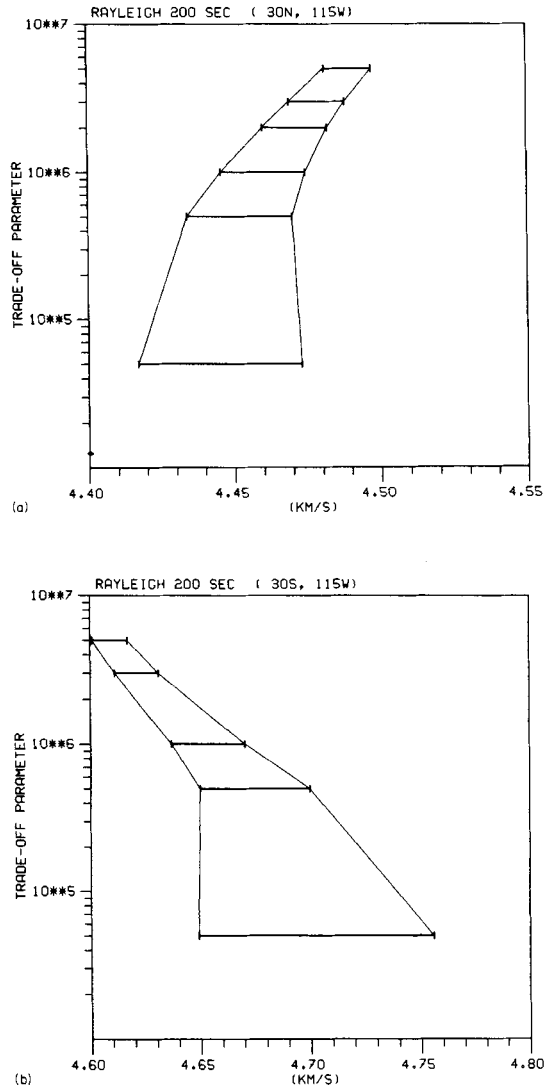 RAYLEIGH 200 SEC ( 30N, 115W)
10**7
10**6
10**5
TRADE-OFF PARAMETER
4.40 4.45 4.50 4.55
(KM/S)
(a)
RAYLEIGH 200 SEC ( 30S, 115W)
10**7
10**6
10**5
TRADE-OFF PARAMETER
4.60 4.65 4.70 4.75 4.80
(KM/S)
(b)